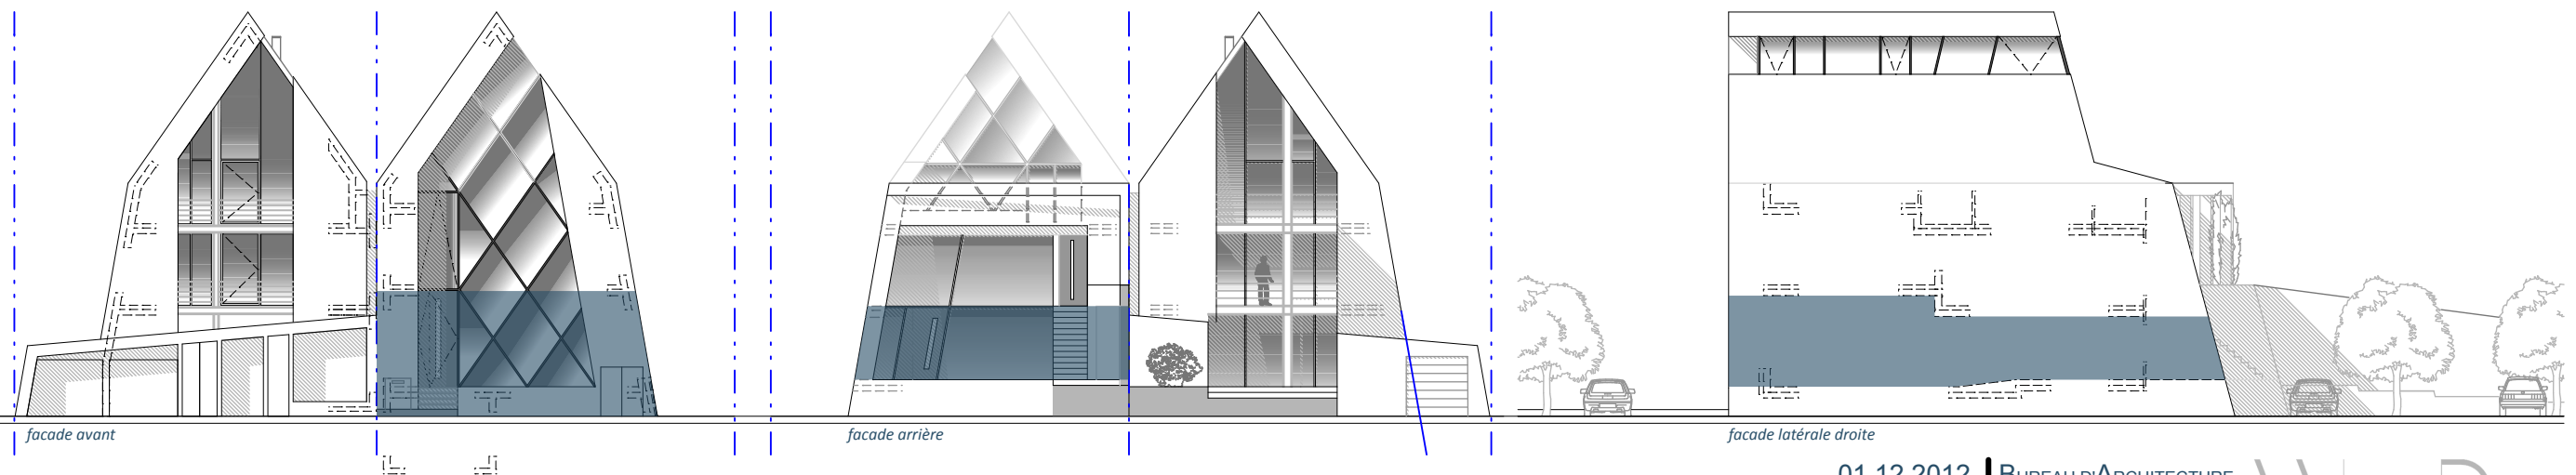 facade avant
facade arrière
facade latérale droite
01.12.2012